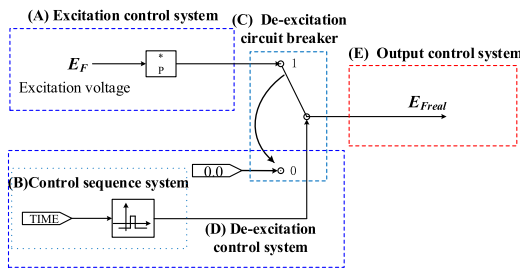 (A) Excitation control system
(C) De-excitation
circuit breaker
(E) Output control system
E_F
*
P
1
Excitation voltage
E_Freal
0.0
0
(B)Control sequence system
TIME
(D) De-excitation
control system